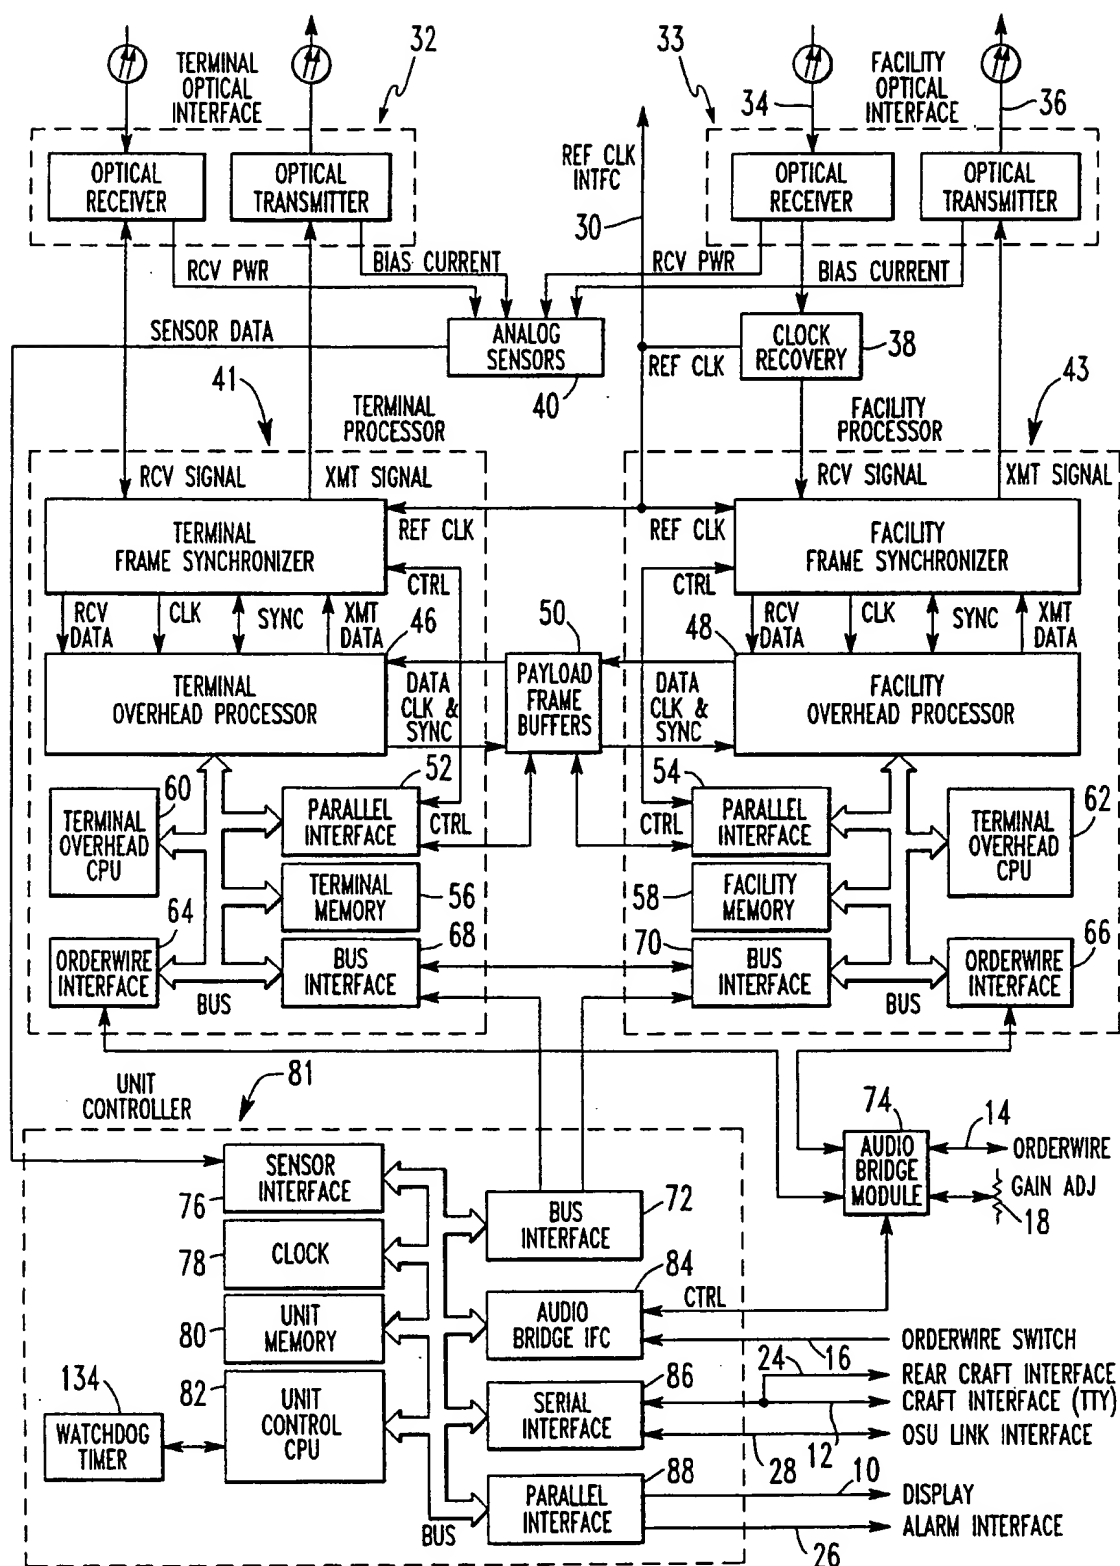 32
33
TERMINAL
OPTICAL
INTERFACE
FACILITY
OPTICAL
INTERFACE
34
36
OPTICAL
RECEIVER
OPTICAL
TRANSMITTER
REF CLK
INTFC
30
OPTICAL
RECEIVER
OPTICAL
TRANSMITTER
RCV PWR
BIAS CURRENT
RCV PWR
BIAS CURRENT
SENSOR DATA
ANALOG
SENSORS
40
REF CLK
CLOCK
RECOVERY
38
41
TERMINAL
PROCESSOR
FACILITY
PROCESSOR
43
RCV SIGNAL
XMT SIGNAL
RCV SIGNAL
XMT SIGNAL
TERMINAL
FRAME SYNCHRONIZER
REF CLK
REF CLK
FACILITY
FRAME SYNCHRONIZER
CTRL
CTRL
RCV
DATA
CLK
SYNC
XMT
DATA
46
50
48
RCV
DATA
CLK
SYNC
XMT
DATA
TERMINAL
OVERHEAD PROCESSOR
DATA
CLK &
SYNC
PAYLOAD
FRAME
BUFFERS
DATA
CLK &
SYNC
FACILITY
OVERHEAD PROCESSOR
60
TERMINAL
OVERHEAD
CPU
52
PARALLEL
INTERFACE
CTRL
54
CTRL
PARALLEL
INTERFACE
62
TERMINAL
OVERHEAD
CPU
TERMINAL
MEMORY
56
58
FACILITY
MEMORY
64
ORDERWIRE
INTERFACE
BUS
68
BUS
INTERFACE
70
BUS
INTERFACE
BUS
66
ORDERWIRE
INTERFACE
UNIT
CONTROLLER
81
74
AUDIO
BRIDGE
MODULE
14
ORDERWIRE
GAIN ADJ
18
SENSOR
INTERFACE
76
BUS
INTERFACE
72
CLOCK
78
84
AUDIO
BRIDGE IFC
CTRL
UNIT
MEMORY
80
ORDERWIRE SWITCH
16
24
REAR CRAFT INTERFACE
134
WATCHDOG
TIMER
82
UNIT
CONTROL
CPU
86
SERIAL
INTERFACE
CRAFT INTERFACE (TTY)
12
OSU LINK INTERFACE
28
88
PARALLEL
INTERFACE
BUS
10
DISPLAY
ALARM INTERFACE
26